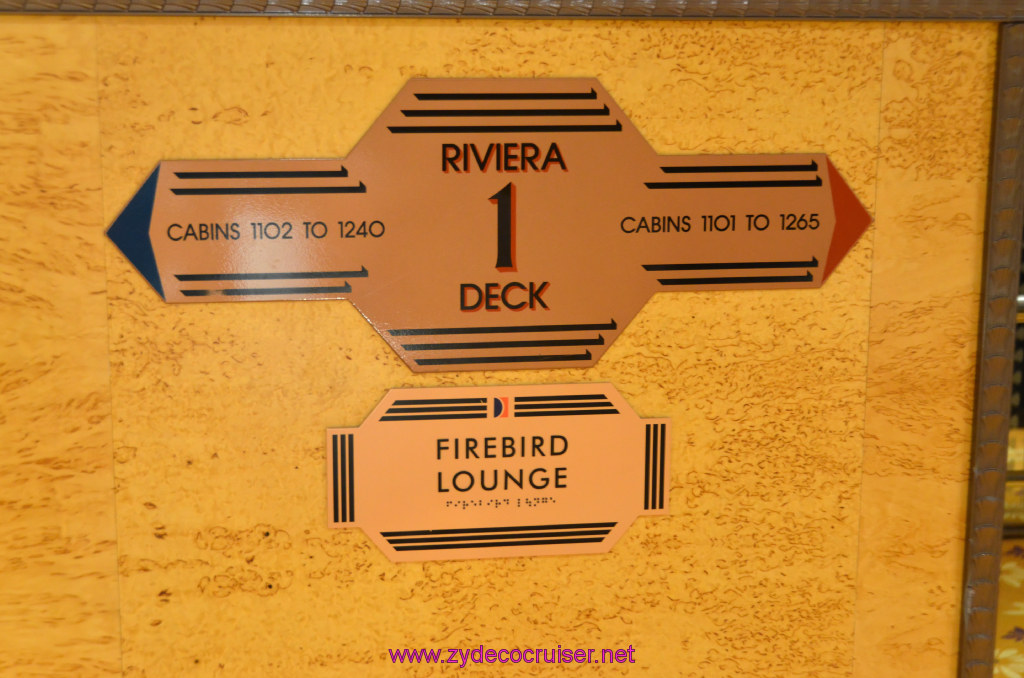 RIVIERA
1
DECK
CABINS 1102 TO 1240
CABINS 1101 TO 1265
FIREBIRD
LOUNGE
www.zydecocruiser.net